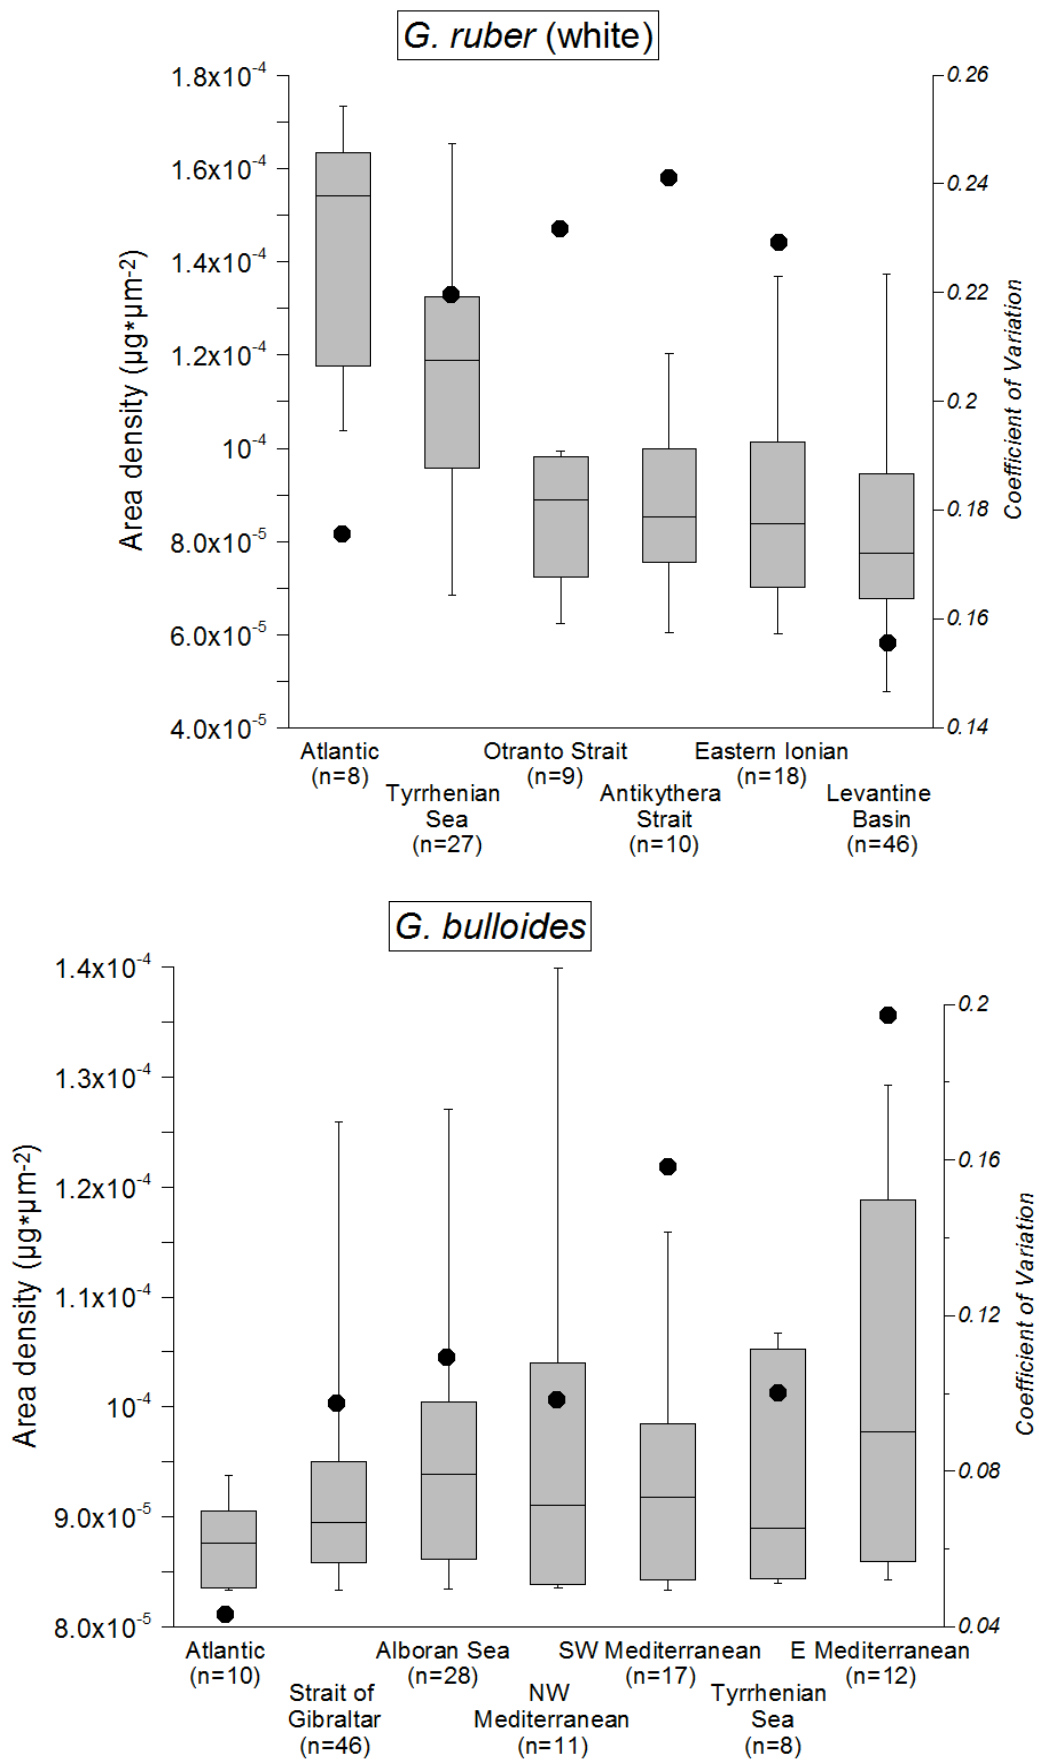 G. ruber (white)
1.8x10⁻⁴
1.6x10⁻⁴
1.4x10⁻⁴
1.2x10⁻⁴
10⁻⁴
8.0x10⁻⁵
6.0x10⁻⁵
4.0x10⁻⁵
Area density (µg*µm⁻²)
0.26
0.24
0.22
0.2
0.18
0.16
0.14
Coefficient of Variation
Atlantic
(n=8)
Tyrrhenian
Sea
(n=27)
Otranto Strait
(n=9)
Antikythera
Strait
(n=10)
Eastern Ionian
(n=18)
Levantine
Basin
(n=46)
G. bulloides
1.4x10⁻⁴
1.3x10⁻⁴
1.2x10⁻⁴
1.1x10⁻⁴
10⁻⁴
9.0x10⁻⁵
8.0x10⁻⁵
Area density (µg*µm⁻²)
0.2
0.16
0.12
0.08
0.04
Coefficient of Variation
Atlantic
(n=10)
Strait of
Gibraltar
(n=46)
Alboran Sea
(n=28)
NW
Mediterranean
(n=11)
SW Mediterranean
(n=17)
Tyrrhenian
Sea
(n=8)
E Mediterranean
(n=12)